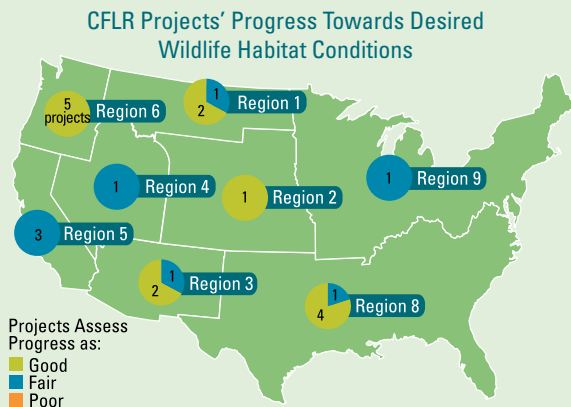 CFLR Projects' Progress Towards Desired
Wildlife Habitat Conditions
5
projects
Region 6
1
2
Region 1
1
Region 4
1
Region 2
1
Region 9
3
Region 5
1
2
Region 3
1
4
Region 8
Projects Assess
Progress as:
Good
Fair
Poor